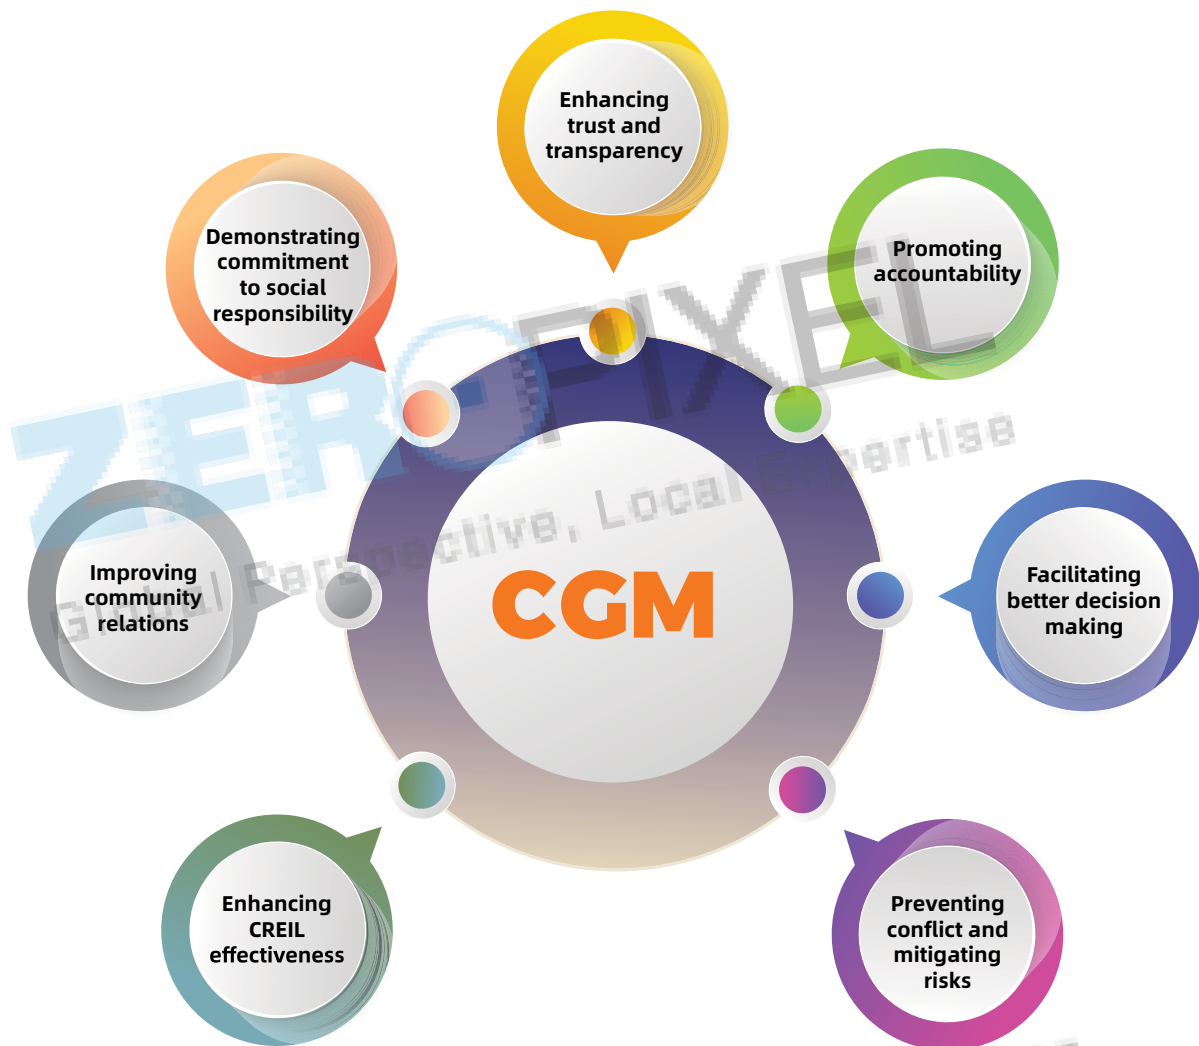 Enhancing
trust and
transparency
Promoting
accountability
Demonstrating
commitment
to social
responsibility
ZEROPIXEL
Global Perspective, Local Expertise
Improving
community
relations
CGM
Facilitating
better decision
making
Enhancing
CREIL
effectiveness
Preventing
conflict and
mitigating
risks